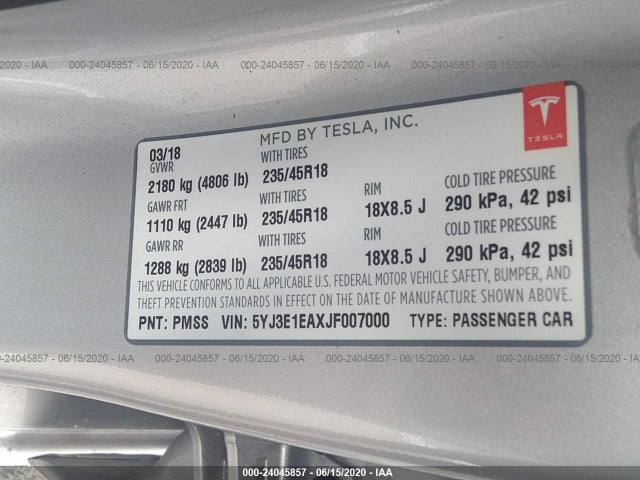 000-24045857 - 06/15/2020 - IAA 000-24045857 - 06/15/2020 - IAA 000-24045857 - 06/15/2020 - IAA
MFD BY TESLA, INC.
TESLA
03/18
GVWR WITH TIRES
2180 kg (4806 lb) 235/45R18
GAWR FRT WITH TIRES RIM COLD TIRE PRESSURE
1110 kg (2447 lb) 235/45R18 18X8.5 J 290 kPa, 42 psi
GAWR RR WITH TIRES RIM COLD TIRE PRESSURE
1288 kg (2839 lb) 235/45R18 18X8.5 J 290 kPa, 42 psi
THIS VEHICLE CONFORMS TO ALL APPLICABLE U.S. FEDERAL MOTOR VEHICLE SAFETY, BUMPER, AND
THEFT PREVENTION STANDARDS IN EFFECT ON THE DATE OF MANUFACTURE SHOWN ABOVE.
PNT: PMSS VIN: 5YJ3E1EAXJF007000 TYPE: PASSENGER CAR
000-24045857 - 06/15/2020 - IAA 000-24045857 - 06/15/2020 - IAA 000-24045857 - 06/15/2020 - IAA
000-24045857 - 06/15/2020 - IAA